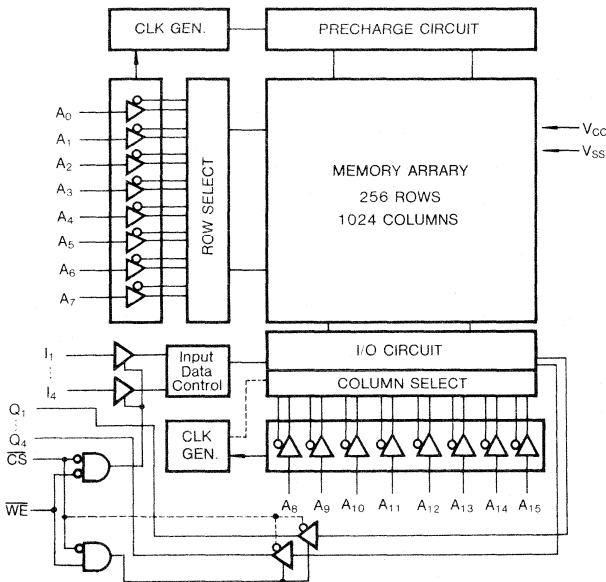 CLK GEN.
PRECHARGE CIRCUIT
A0
A1
A2
A3
A4
A5
A6
A7
ROW SELECT
MEMORY ARRARY
256 ROWS
1024 COLUMNS
VCC
VSS
I1
I4
Input
Data
Control
I/O CIRCUIT
COLUMN SELECT
Q1
Q4
CS
WE
CLK
GEN.
A8 A9 A10 A11 A12 A13 A14 A15